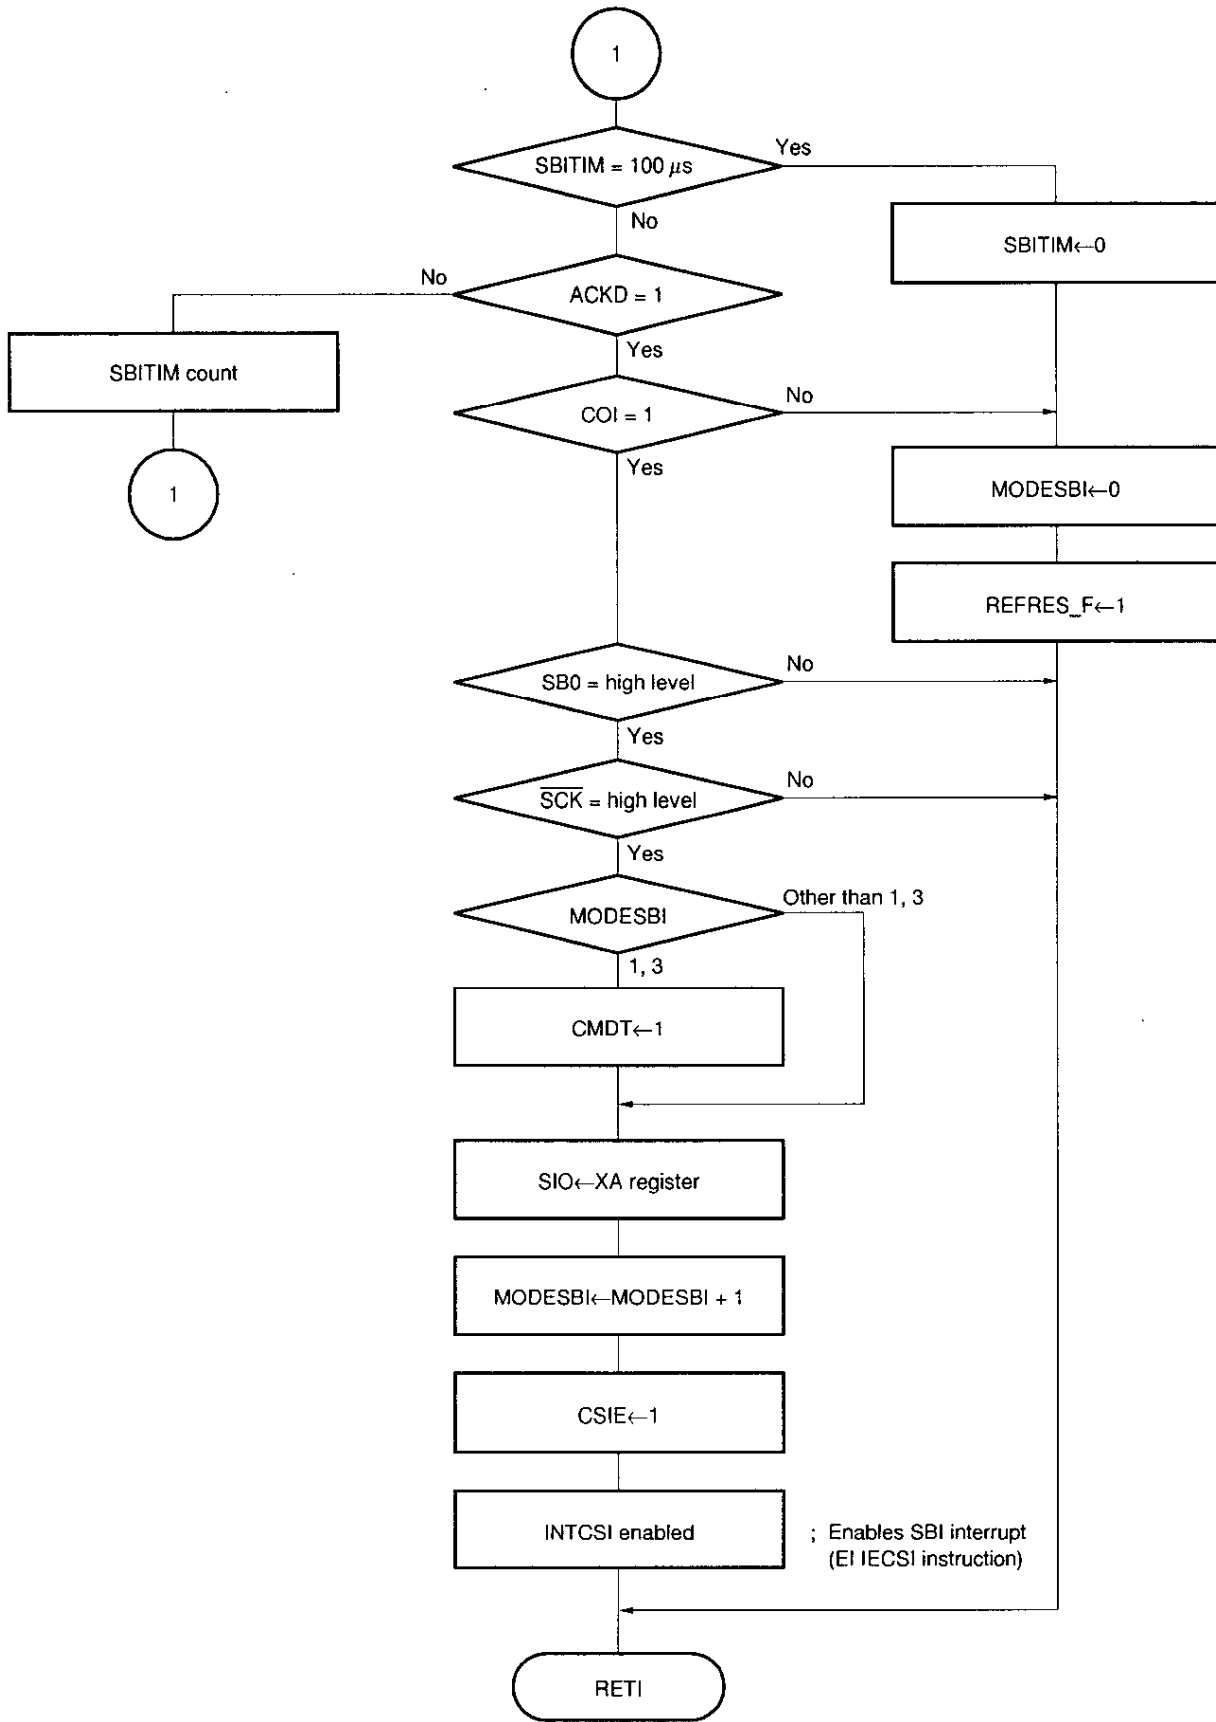 1
SBITIM = 100 μs
Yes
No
SBITIM←0
No
ACKD = 1
Yes
SBITIM count
COI = 1
No
Yes
1
MODESBI←0
REFRES_F←1
SB0 = high level
No
Yes
S̅C̅K̅ = high level
No
Yes
MODESBI
Other than 1, 3
1, 3
CMDT←1
SIO←XA register
MODESBI←MODESBI + 1
CSIE←1
INTCSI enabled
; Enables SBI interrupt
(EI IECSI instruction)
RETI